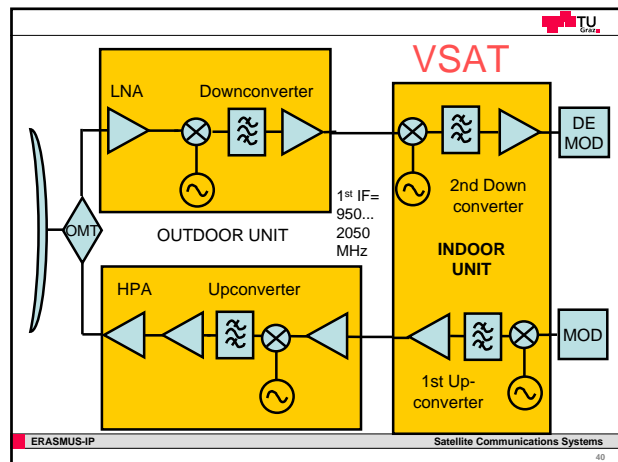 TU
Graz
VSAT
LNA
Downconverter
DE
MOD
1st IF=
950...
2050
MHz
2nd Down
converter
OMT
OUTDOOR UNIT
INDOOR
UNIT
HPA
Upconverter
MOD
1st Up-
converter
ERASMUS-IP
Satellite Communications Systems
40